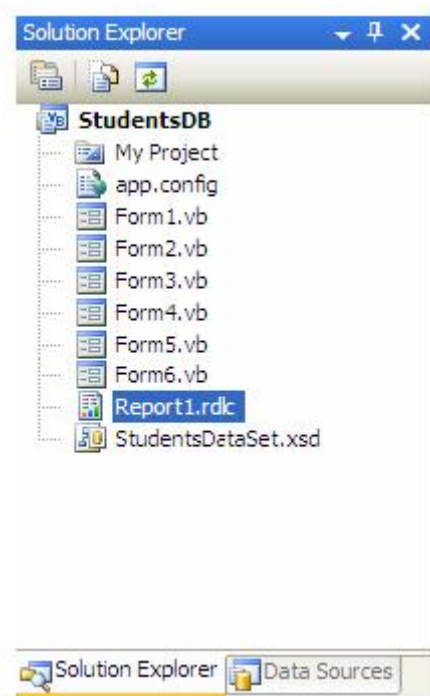 Solution Explorer
StudentsDB
My Project
app.config
Form1.vb
Form2.vb
Form3.vb
Form4.vb
Form5.vb
Form6.vb
Report1.rdlc
StudentsDataSet.xsd
Solution Explorer Data Sources